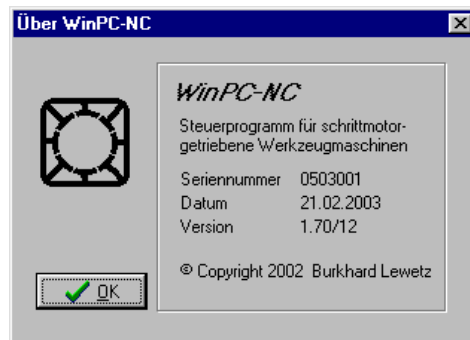 Über WinPC-NC
WinPC-NC
Steuerprogramm für schrittmotor-
getriebene Werkzeugmaschinen
Seriennummer 0503001
Datum 21.02.2003
Version 1.70/12
© Copyright 2002 Burkhard Lewetz
OK